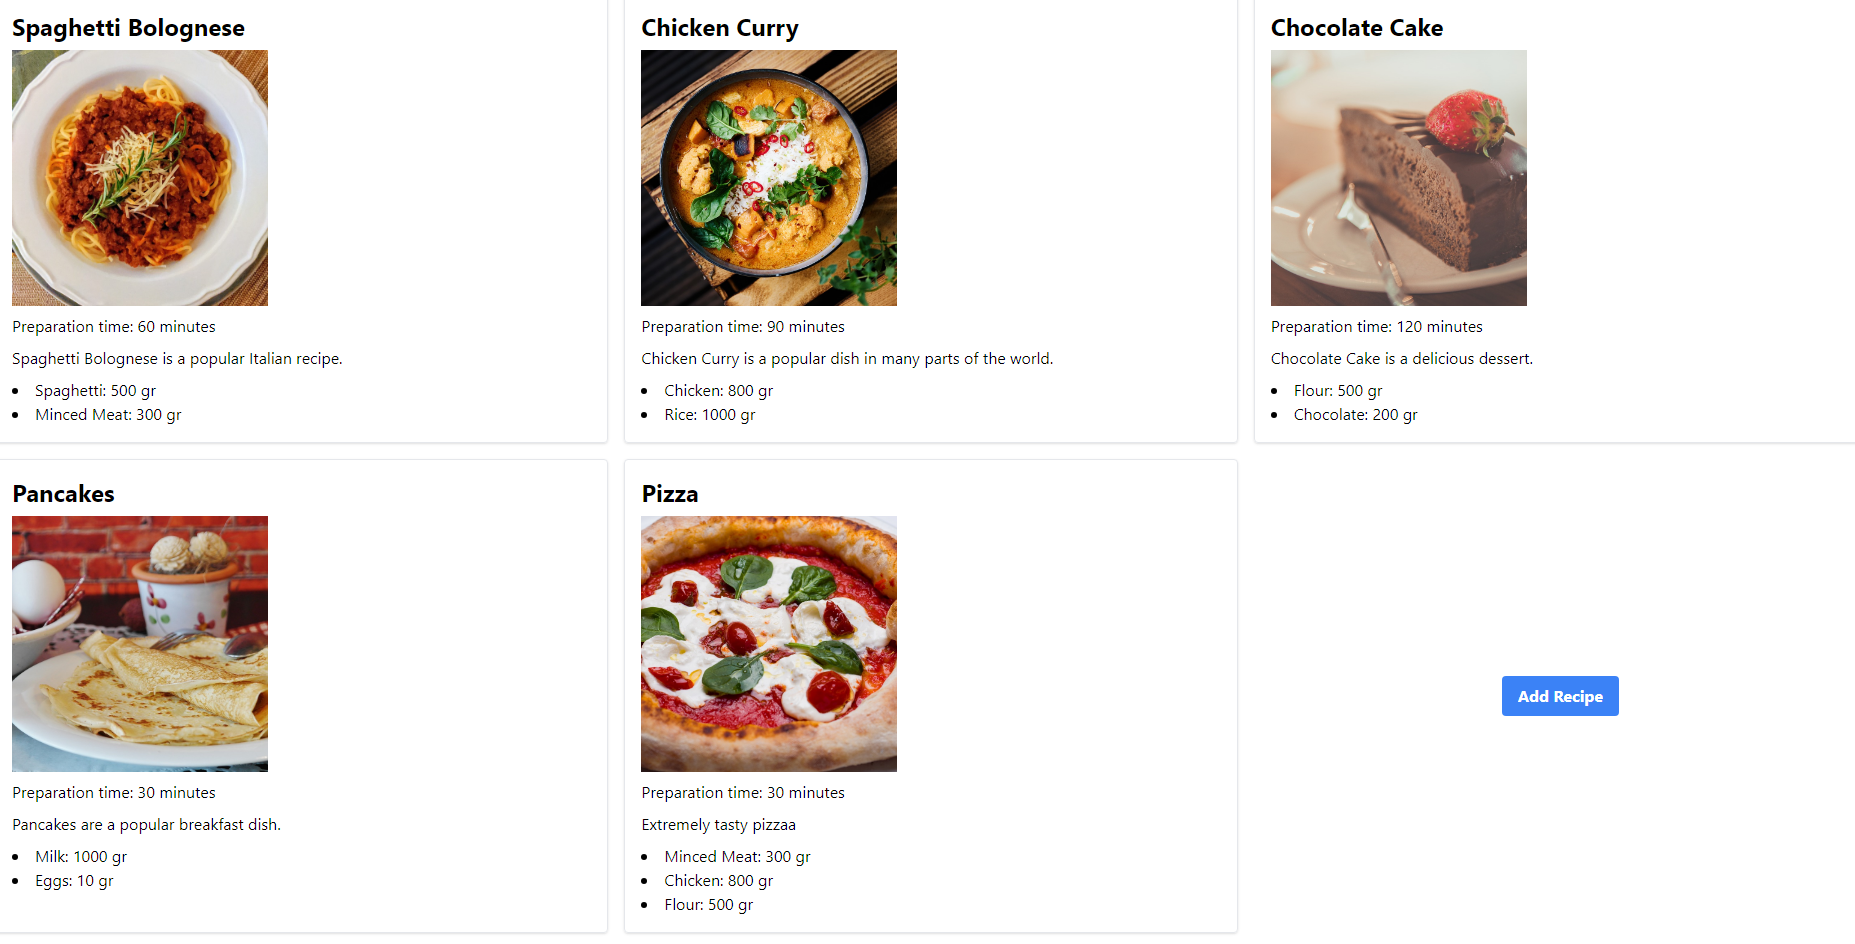 Spaghetti Bolognese
Preparation time: 60 minutes
Spaghetti Bolognese is a popular Italian recipe.
Spaghetti: 500 gr
Minced Meat: 300 gr
Chicken Curry
Preparation time: 90 minutes
Chicken Curry is a popular dish in many parts of the world.
Chicken: 800 gr
Rice: 1000 gr
Chocolate Cake
Preparation time: 120 minutes
Chocolate Cake is a delicious dessert.
Flour: 500 gr
Chocolate: 200 gr
Pancakes
Preparation time: 30 minutes
Pancakes are a popular breakfast dish.
Milk: 1000 gr
Eggs: 10 gr
Pizza
Preparation time: 30 minutes
Extremely tasty pizzaa
Minced Meat: 300 gr
Chicken: 800 gr
Flour: 500 gr
Add Recipe